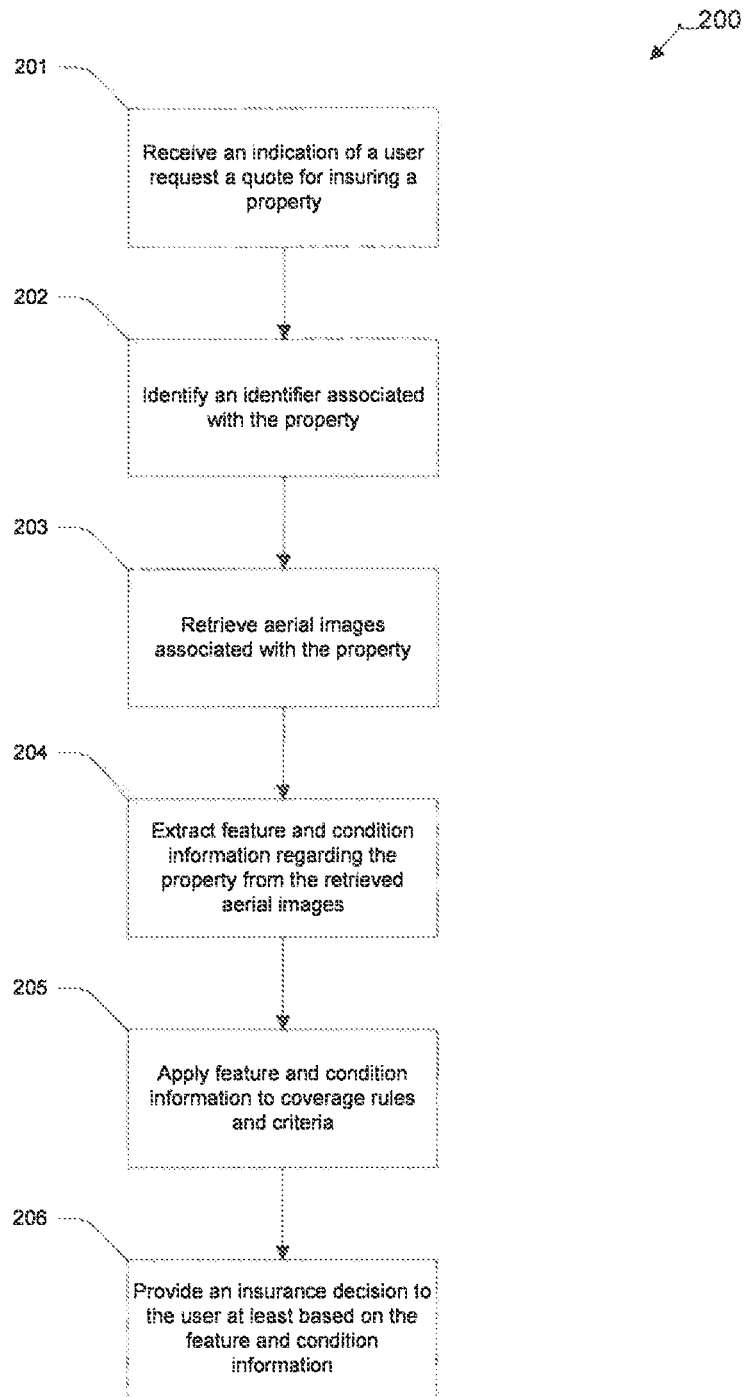 200
201
Receive an indication of a user
request a quote for insuring a
property
202
Identify an identifier associated
with the property
203
Retrieve aerial images
associated with the property
204
Extract feature and condition
information regarding the
property from the retrieved
aerial images
205
Apply feature and condition
information to coverage rules
and criteria
206
Provide an insurance decision to
the user at least based on the
feature and condition
information